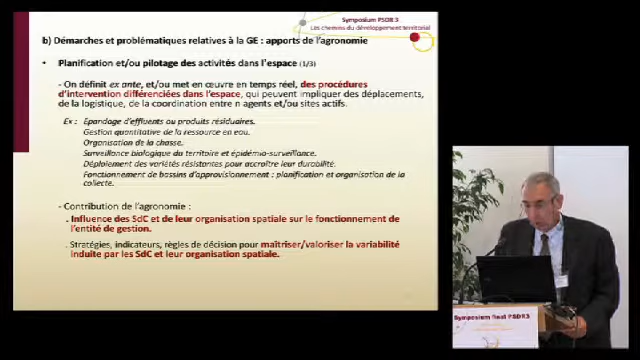 Symposium PSDR 3
Les chemins du développement territorial
b) Démarches et problématiques relatives à la GE : apports de l'agronomie
• Planification et/ou pilotage des activités dans l'espace (1/3)
- On définit ex ante, et/ou met en œuvre en temps réel, des procédures
d'intervention différenciées dans l'espace, qui peuvent impliquer des déplacements,
de la logistique, de la coordination entre n agents et/ou sites actifs.
Ex : Epandage d'effluents ou produits résiduaires.
Gestion quantitative de la ressource en eau.
Organisation de la chasse.
Surveillance biologique du territoire et épidémio-surveillance.
Déploiement des variétés résistantes pour accroître leur durabilité.
Fonctionnement de bassins d'approvisionnement : planification et organisation de la
collecte.
- Contribution de l'agronomie :
. Influence des SdC et de leur organisation spatiale sur le fonctionnement de
l'entité de gestion.
. Stratégies, indicateurs, règles de décision pour maîtriser/valoriser la variabilité
induite par les SdC et leur organisation spatiale.
Symposium final PSDR 3